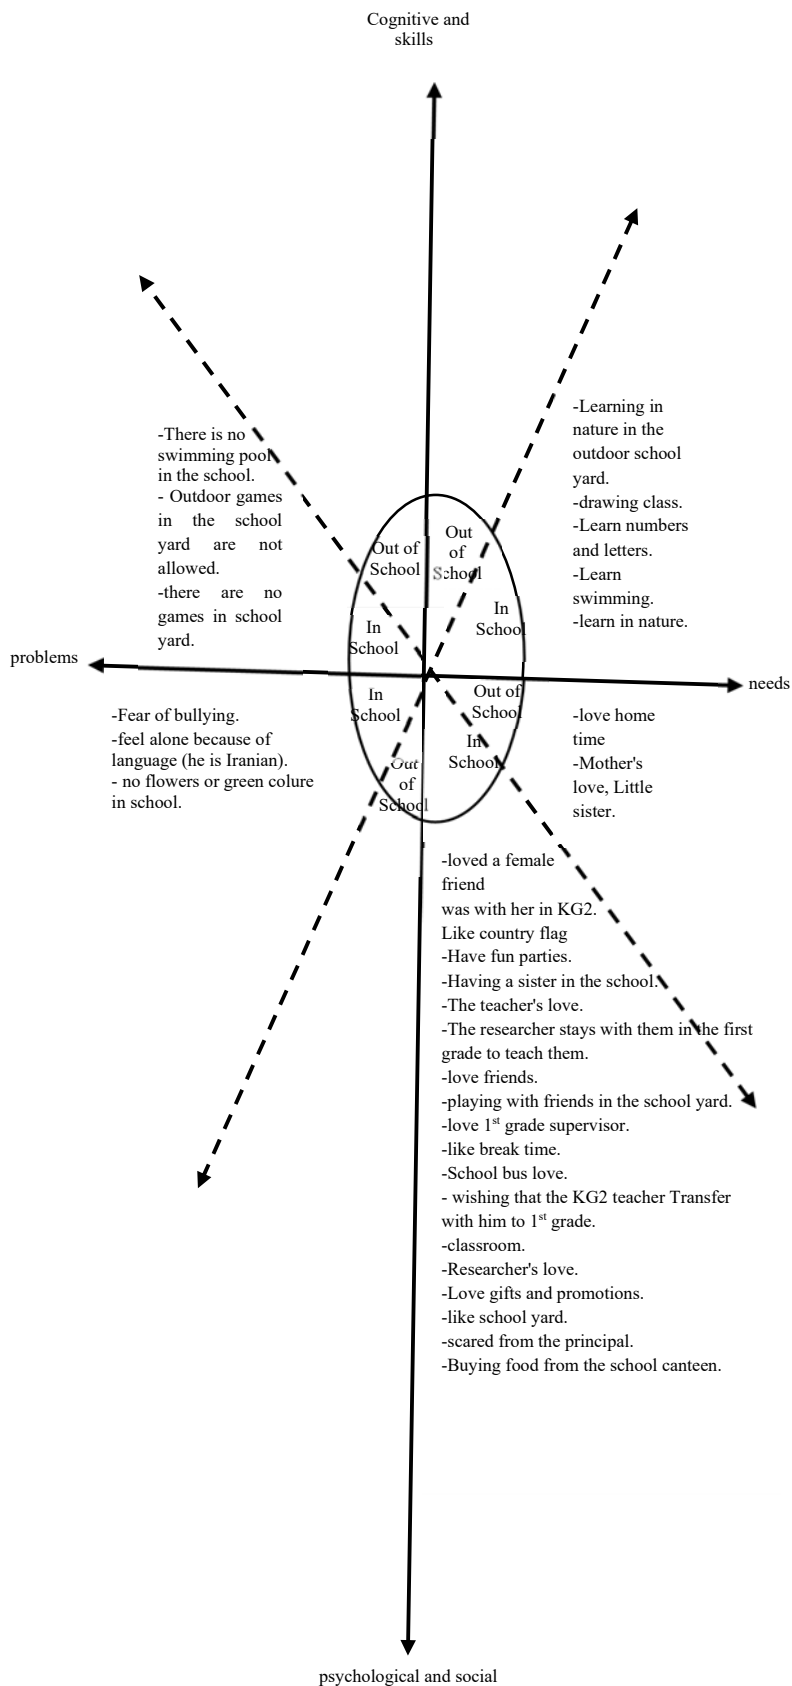 Cognitive and
skills
-There is no
swimming pool
in the school.
- Outdoor games
in the school
yard are not
allowed.
-there are no
games in school
yard.
-Learning in
nature in the
outdoor school
yard.
-drawing class.
-Learn numbers
and letters.
-Learn
swimming.
-learn in nature.
Out of
School
Out
of
School
In
School
In
School
problems
needs
In
School
Out of
School
In
School
Out
of
School
-Fear of bullying.
-feel alone because of
language (he is Iranian).
- no flowers or green colure
in school.
-love home
time
-Mother's
love, Little
sister.
-loved a female
friend
was with her in KG2.
Like country flag
-Have fun parties.
-Having a sister in the school.
-The teacher's love.
-The researcher stays with them in the first
grade to teach them.
-love friends.
-playing with friends in the school yard.
-love 1st grade supervisor.
-like break time.
-School bus love.
- wishing that the KG2 teacher Transfer
with him to 1st grade.
-classroom.
-Researcher's love.
-Love gifts and promotions.
-like school yard.
-scared from the principal.
-Buying food from the school canteen.
psychological and social